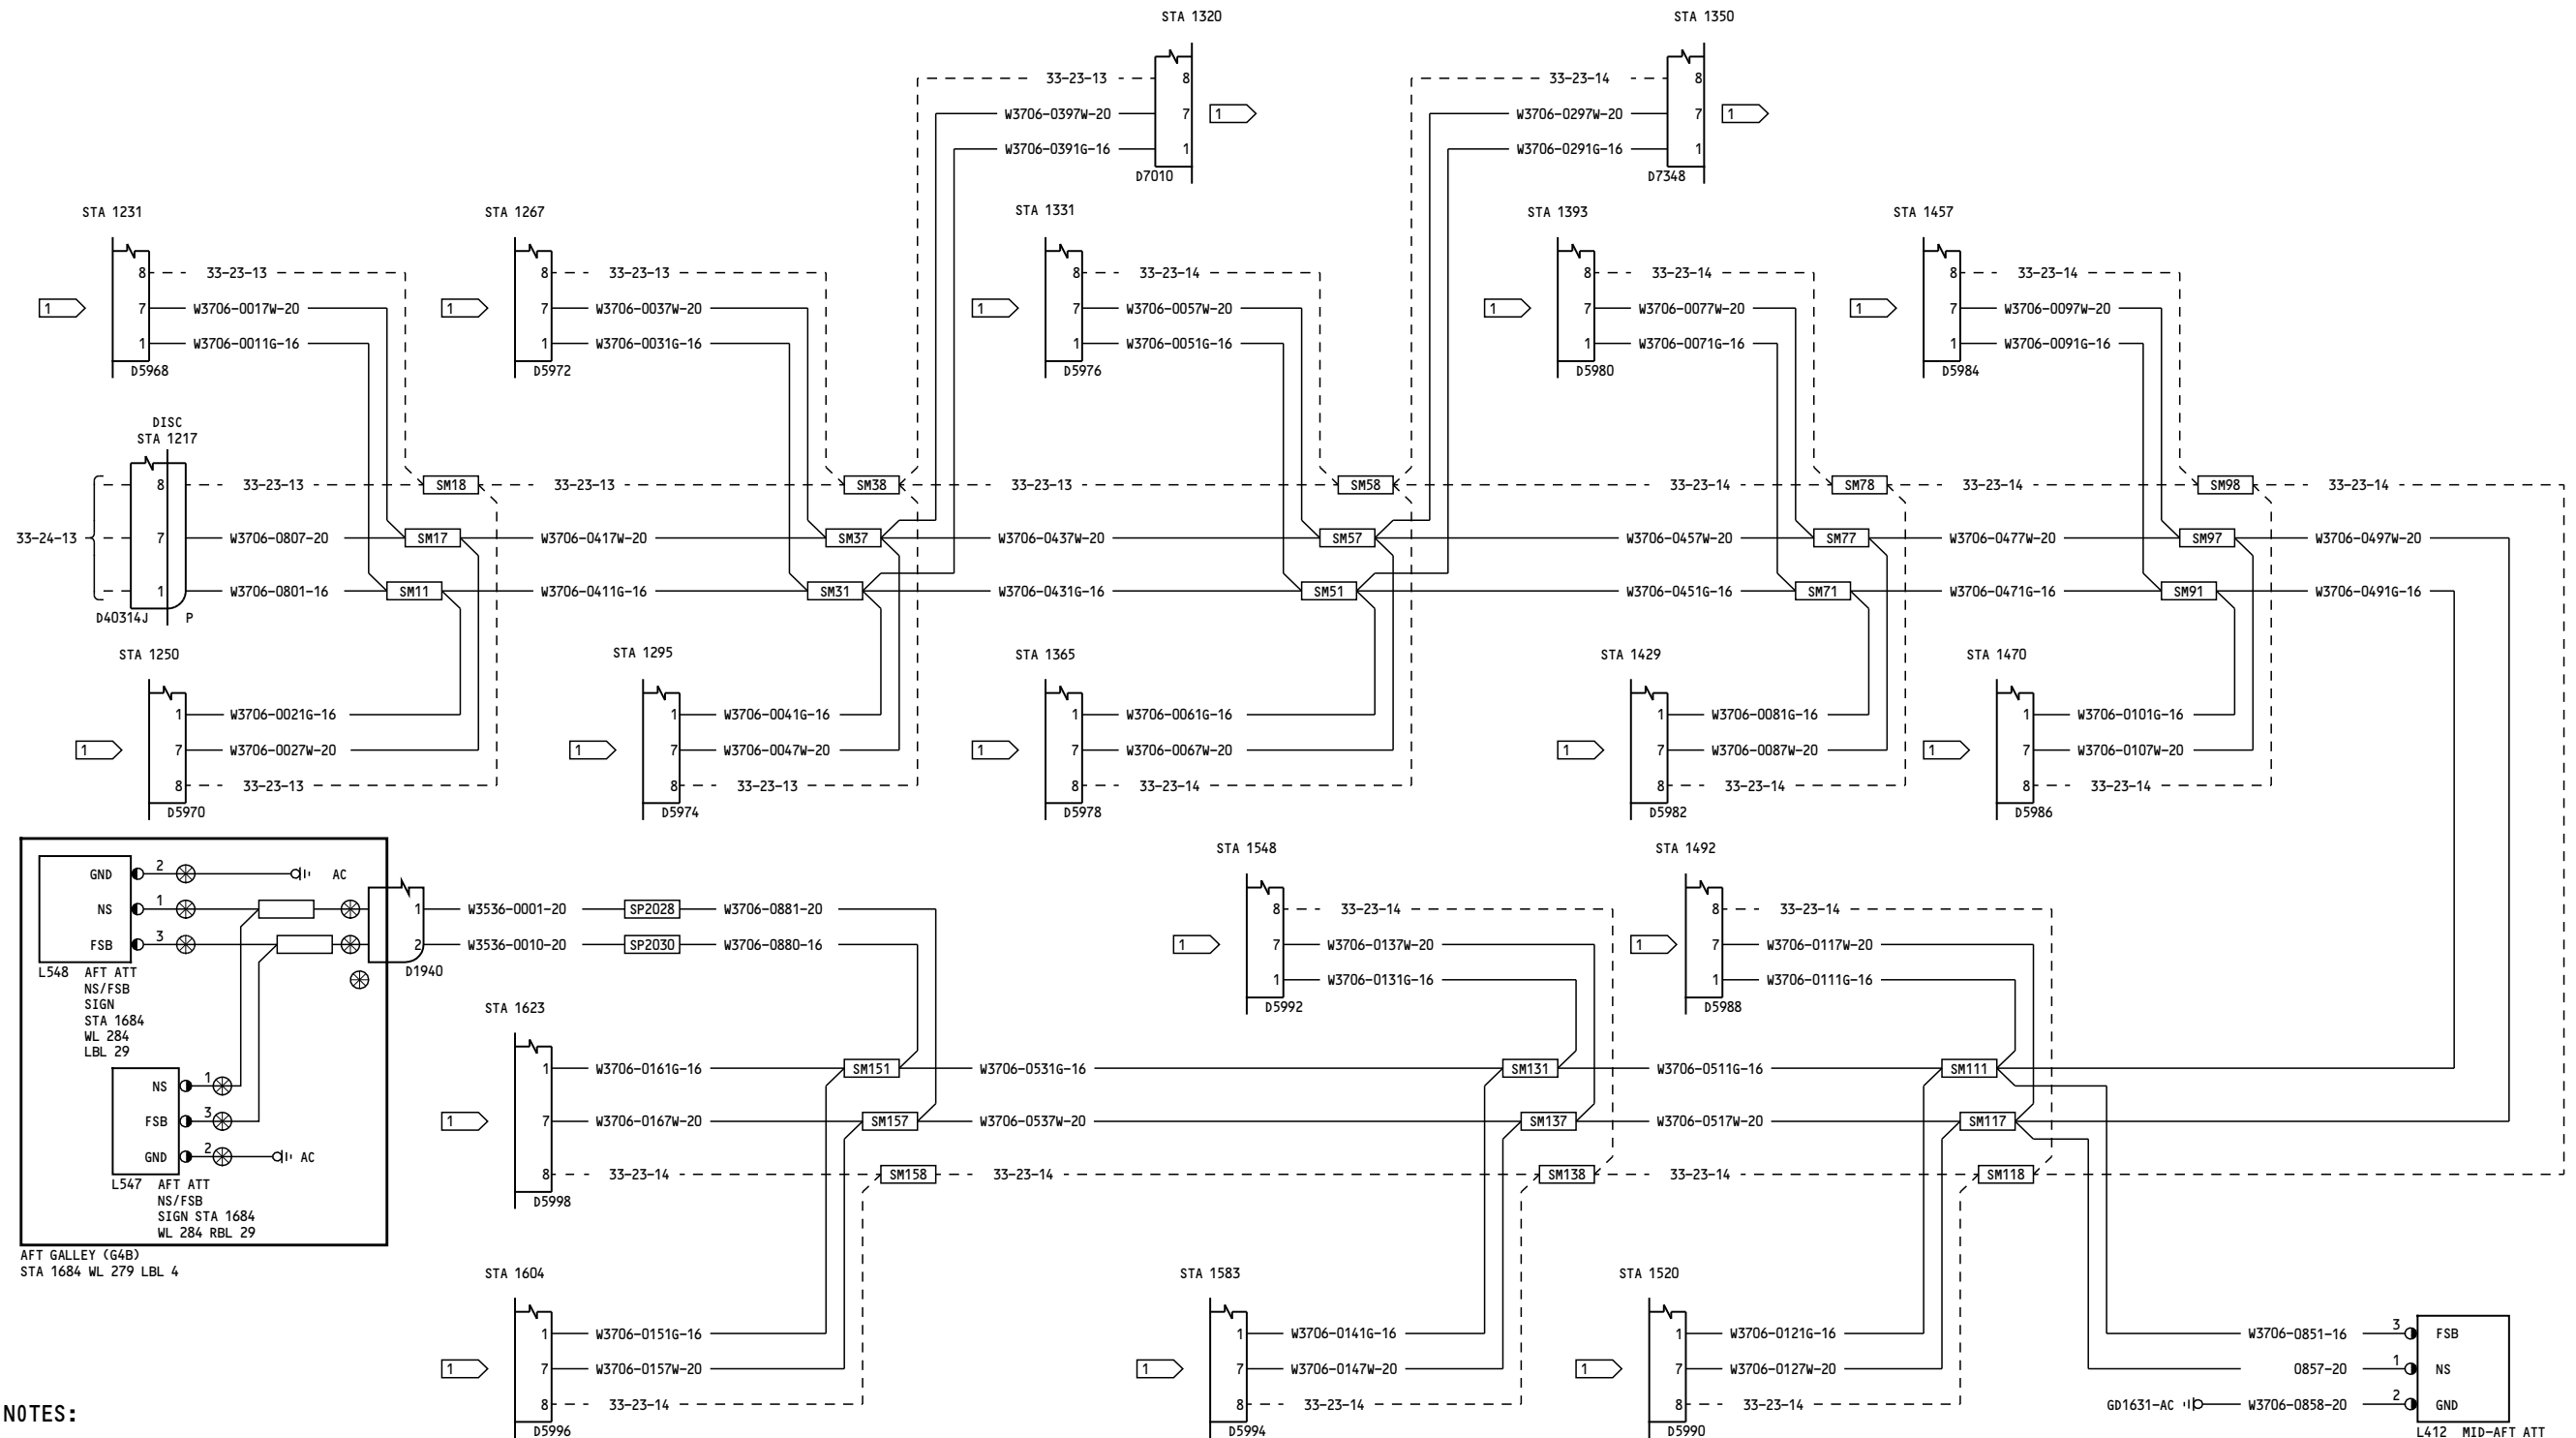 STA 1320
STA 1350
8 33-23-13
7 W3706-0397W-20
1 W3706-0391G-16
D7010
1
8 33-23-14
7 W3706-0297W-20
1 W3706-0291G-16
D7348
1
STA 1231
1
8 33-23-13
7 W3706-0017W-20
1 W3706-0011G-16
D5968
STA 1267
1
8 33-23-13
7 W3706-0037W-20
1 W3706-0031G-16
D5972
STA 1331
1
8 33-23-14
7 W3706-0057W-20
1 W3706-0051G-16
D5976
STA 1393
1
8 33-23-14
7 W3706-0077W-20
1 W3706-0071G-16
D5980
STA 1457
1
8 33-23-14
7 W3706-0097W-20
1 W3706-0091G-16
D5984
DISC
STA 1217
33-24-13
8 33-23-13 SM18 33-23-13 SM38 33-23-13 SM58 33-23-14 SM78 33-23-14 SM98 33-23-14
7 W3706-0807-20 SM17 W3706-0417W-20 SM37 W3706-0437W-20 SM57 W3706-0457W-20 SM77 W3706-0477W-20 SM97 W3706-0497W-20
1 W3706-0801-16 SM11 W3706-0411G-16 SM31 W3706-0431G-16 SM51 W3706-0451G-16 SM71 W3706-0471G-16 SM91 W3706-0491G-16
D40314J P
STA 1250
1
1 W3706-0021G-16
7 W3706-0027W-20
8 33-23-13
D5970
STA 1295
1
1 W3706-0041G-16
7 W3706-0047W-20
8 33-23-13
D5974
STA 1365
1
1 W3706-0061G-16
7 W3706-0067W-20
8 33-23-14
D5978
STA 1429
1
1 W3706-0081G-16
7 W3706-0087W-20
8 33-23-14
D5982
STA 1470
1
1 W3706-0101G-16
7 W3706-0107W-20
8 33-23-14
D5986
GND 2 AC
NS 1
FSB 3
L548 AFT ATT
NS/FSB
SIGN
STA 1684
WL 284
LBL 29
1 W3536-0001-20 SP2028 W3706-0881-20
2 W3536-0010-20 SP2030 W3706-0880-16
D1940
NS 1
FSB 3
GND 2 AC
L547 AFT ATT
NS/FSB
SIGN STA 1684
WL 284 RBL 29
AFT GALLEY (G4B)
STA 1684 WL 279 LBL 4
STA 1548
1
8 33-23-14
7 W3706-0137W-20
1 W3706-0131G-16
D5992
STA 1492
1
8 33-23-14
7 W3706-0117W-20
1 W3706-0111G-16
D5988
STA 1623
1
1 W3706-0161G-16 SM151 W3706-0531G-16 SM131 W3706-0511G-16 SM111
7 W3706-0167W-20 SM157 W3706-0537W-20 SM137 W3706-0517W-20 SM117
8 33-23-14 SM158 33-23-14 SM138 33-23-14 SM118
D5998
STA 1604
1
1 W3706-0151G-16
7 W3706-0157W-20
8 33-23-14
D5996
STA 1583
1
1 W3706-0141G-16
7 W3706-0147W-20
8 33-23-14
D5994
STA 1520
1
1 W3706-0121G-16
7 W3706-0127W-20
8 33-23-14
D5990
W3706-0851-16 3 FSB
0857-20 1 NS
GD1631-AC W3706-0858-20 2 GND
L412 MID-AFT ATT
NOTES: